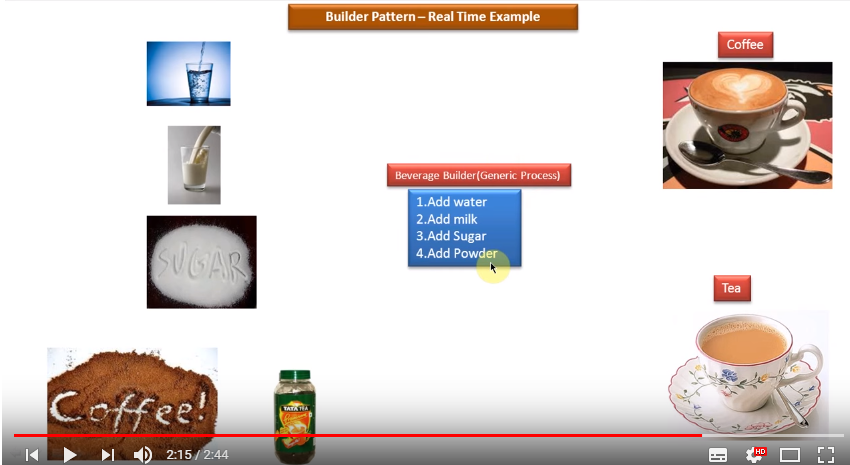 Builder Pattern – Real Time Example
Coffee
Beverage Builder(Generic Process)
1.Add water
2.Add milk
3.Add Sugar
4.Add Powder
SUGAR
Tea
Coffee!
TATA TEA
2:15 / 2:44
HD